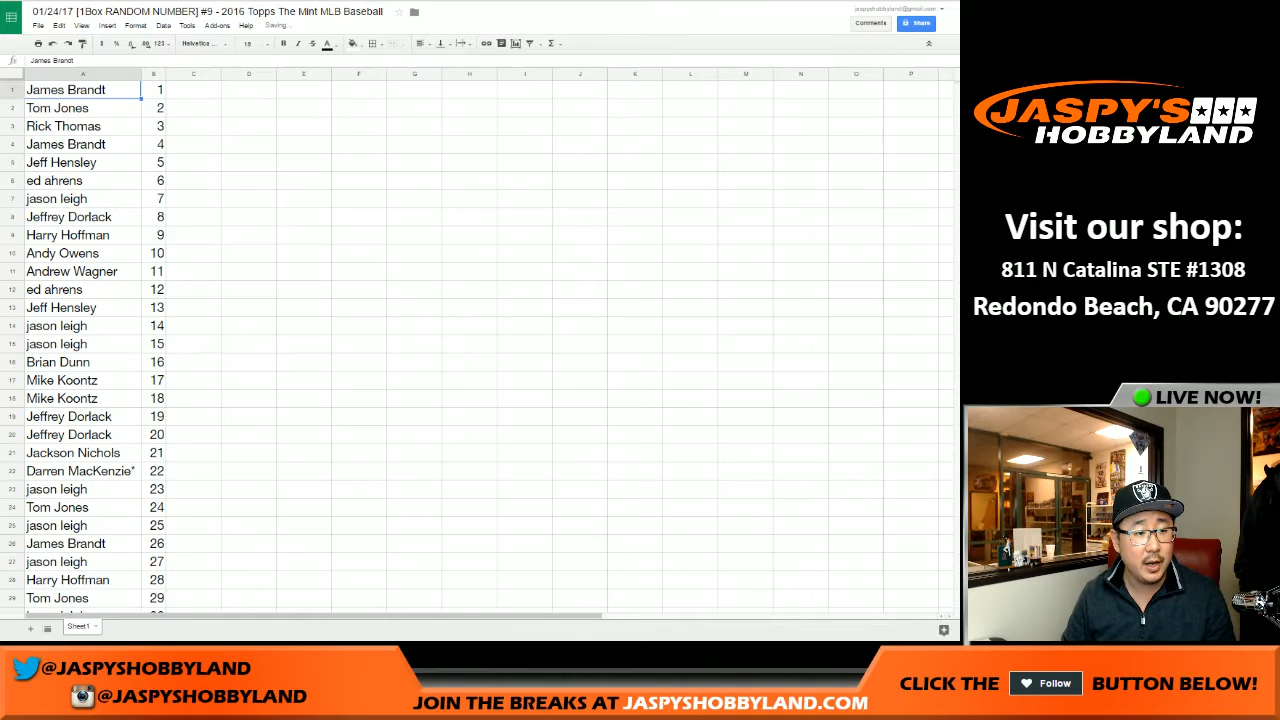 01/24/17 [1Box RANDOM NUMBER] #9 - 2016 Topps The Mint MLB Baseball
jaspyshobbyland@gmail.com
File Edit View Insert Format Data Tools Add-ons Help Saving...
Comments
Share
$ % .0 .00 123
Helvetica ...
18
B I S A
fx James Brandt
A B C D E F G H I J K L M N O P
1 James Brandt 1
2 Tom Jones 2
3 Rick Thomas 3
4 James Brandt 4
5 Jeff Hensley 5
6 ed ahrens 6
7 jason leigh 7
8 Jeffrey Dorlack 8
9 Harry Hoffman 9
10 Andy Owens 10
11 Andrew Wagner 11
12 ed ahrens 12
13 Jeff Hensley 13
14 jason leigh 14
15 jason leigh 15
16 Brian Dunn 16
17 Mike Koontz 17
18 Mike Koontz 18
19 Jeffrey Dorlack 19
20 Jeffrey Dorlack 20
21 Jackson Nichols 21
22 Darren MacKenzie* 22
23 jason leigh 23
24 Tom Jones 24
25 jason leigh 25
26 James Brandt 26
27 jason leigh 27
28 Harry Hoffman 28
29 Tom Jones 29
Sheet1
JASPY'S
HOBBYLAND
Visit our shop:
811 N Catalina STE #1308
Redondo Beach, CA 90277
LIVE NOW!
@JASPYSHOBBYLAND
@JASPYSHOBBYLAND
JOIN THE BREAKS AT JASPYSHOBBYLAND.COM
CLICK THE Follow BUTTON BELOW!